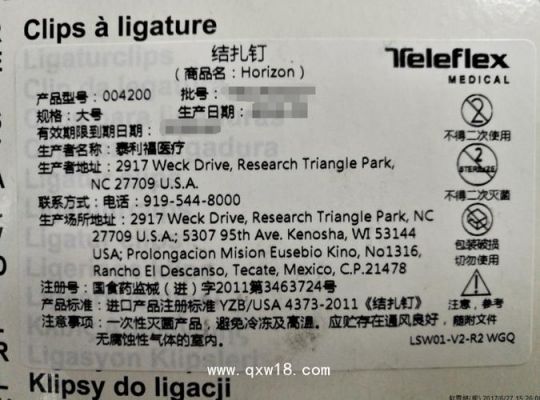 Clips à ligature
结扎钉
（商品名：Horizon）
Teleflex
MEDICAL
产品型号：004200 批号：
规格：大号 生产日期：
有效期限到期日期：
生产者名称：泰利福医疗
生产者地址：2917 Weck Drive, Research Triangle Park,
NC 27709 U.S.A.
联系方式：电话：919-544-8000
生产场所地址：2917 Weck Drive, Research Triangle Park, NC
27709 U.S.A.; 5307 95th Ave. Kenosha, WI 53144
USA; Prolongacion Mision Eusebio Kino, No1316,
Rancho El Descanso, Tecate, Mexico, C.P.21478
注册号：国食药监械（进）字2011第3463724号
产品标准：进口产品注册标准 YZB/USA 4373-2011《结扎钉》
注意事项：一次性灭菌产品，避免冷冻及高温。应贮存在通风良好，
无腐蚀性气体的室内。
2
不得二次使用
2
STERILIZE
不得二次灭菌
包装破损
切勿使用
注意，参考
随附文件
LSW01-V2-R2 WGQ
www.qxw18.com
Ligasyon Klipsleri
Klipsy do ligacji